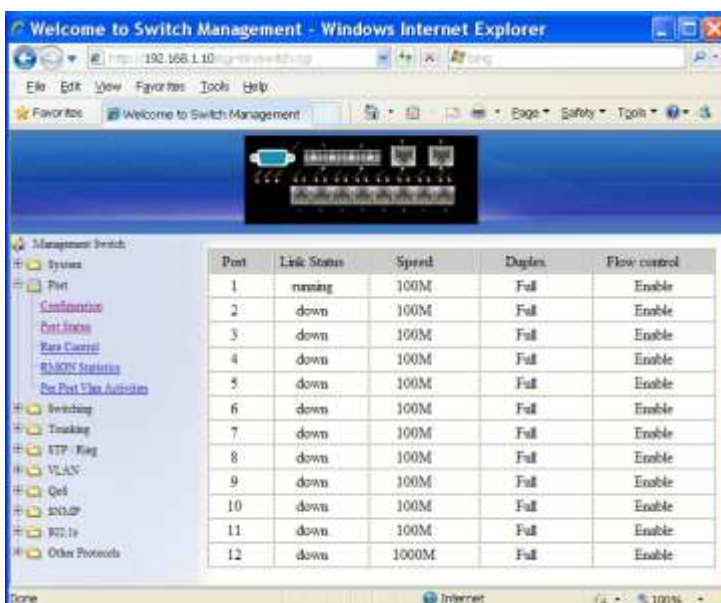 Welcome to Switch Management - Windows Internet Explorer
192.168.1.10
File Edit View Favorites Tools Help
Favorites Welcome to Switch Management Page Safety Tools
Management Switch
System
Port
Configuration
Port Status
Rate Control
RMON Statistics
Per Port Vlan Activities
Switching
Trunking
STP / Ring
VLAN
QoS
SNMP
802.1x
Other Protocols
Port Link Status Speed Duplex Flow control
1 running 100M Full Enable
2 down 100M Full Enable
3 down 100M Full Enable
4 down 100M Full Enable
5 down 100M Full Enable
6 down 100M Full Enable
7 down 100M Full Enable
8 down 100M Full Enable
9 down 100M Full Enable
10 down 100M Full Enable
11 down 100M Full Enable
12 down 1000M Full Enable
Done Internet 100%